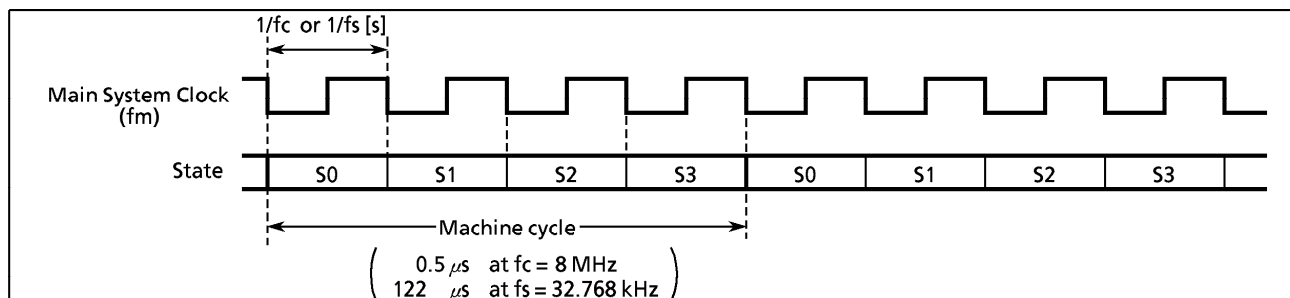 1/fc or 1/fs [s]
Main System Clock
(fm)
State
S0 S1 S2 S3 S0 S1 S2 S3
Machine cycle
0.5 μs at fc = 8 MHz
122 μs at fs = 32.768 kHz